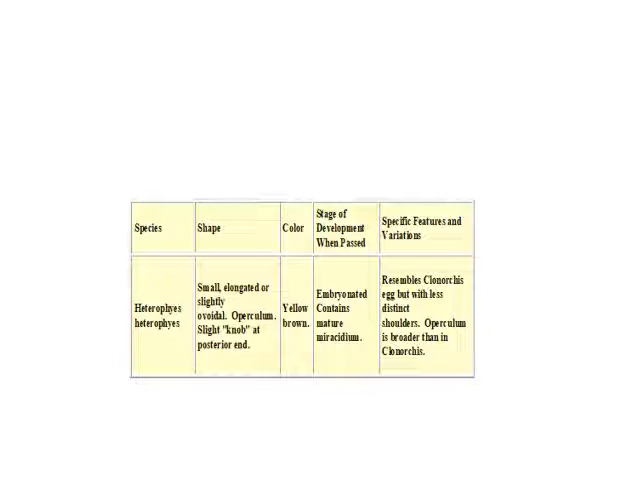 Species
Shape
Color
Stage of
Development
When Passed
Specific Features and
Variations
Heterophyes
heterophyes
Small, elongated or
slightly
ovoidal. Operculum.
Slight "knob" at
posterior end.
Yellow
brown.
Embryonated
Contains
mature
miracidium.
Resembles Clonorchis
egg but with less
distinct
shoulders. Operculum
is broader than in
Clonorchis.